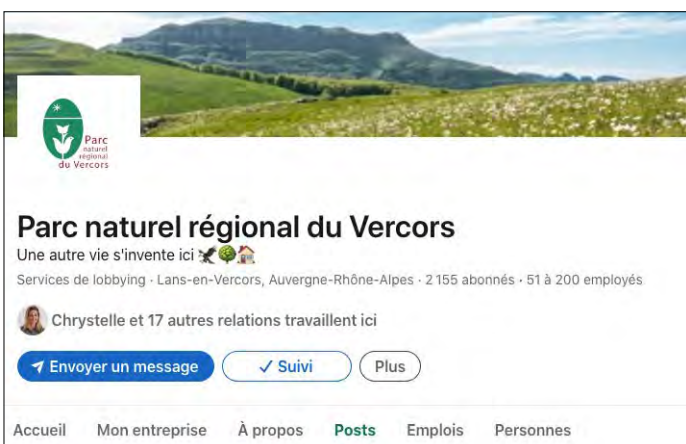 Parc
naturel
régional
du Vercors
Parc naturel régional du Vercors
Une autre vie s'invente ici 🦅🌳🏠
Services de lobbying · Lans-en-Vercors, Auvergne-Rhône-Alpes · 2 155 abonnés · 51 à 200 employés
Chrystelle et 17 autres relations travaillent ici
Envoyer un message ✓ Suivi Plus
Accueil Mon entreprise À propos Posts Emplois Personnes